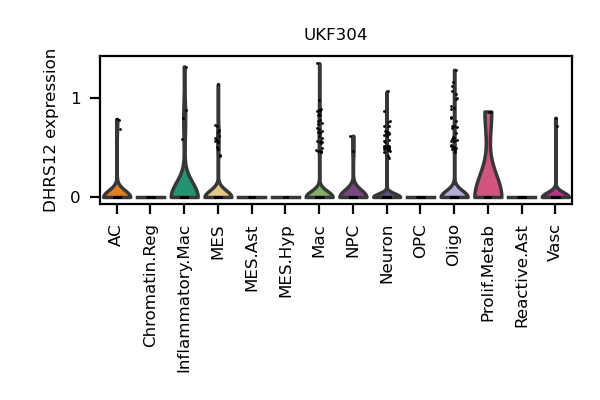 UKF304
DHRS12 expression
1
0
AC
Chromatin.Reg
Inflammatory.Mac
MES
MES.Ast
MES.Hyp
Mac
NPC
Neuron
OPC
Oligo
Prolif.Metab
Reactive.Ast
Vasc